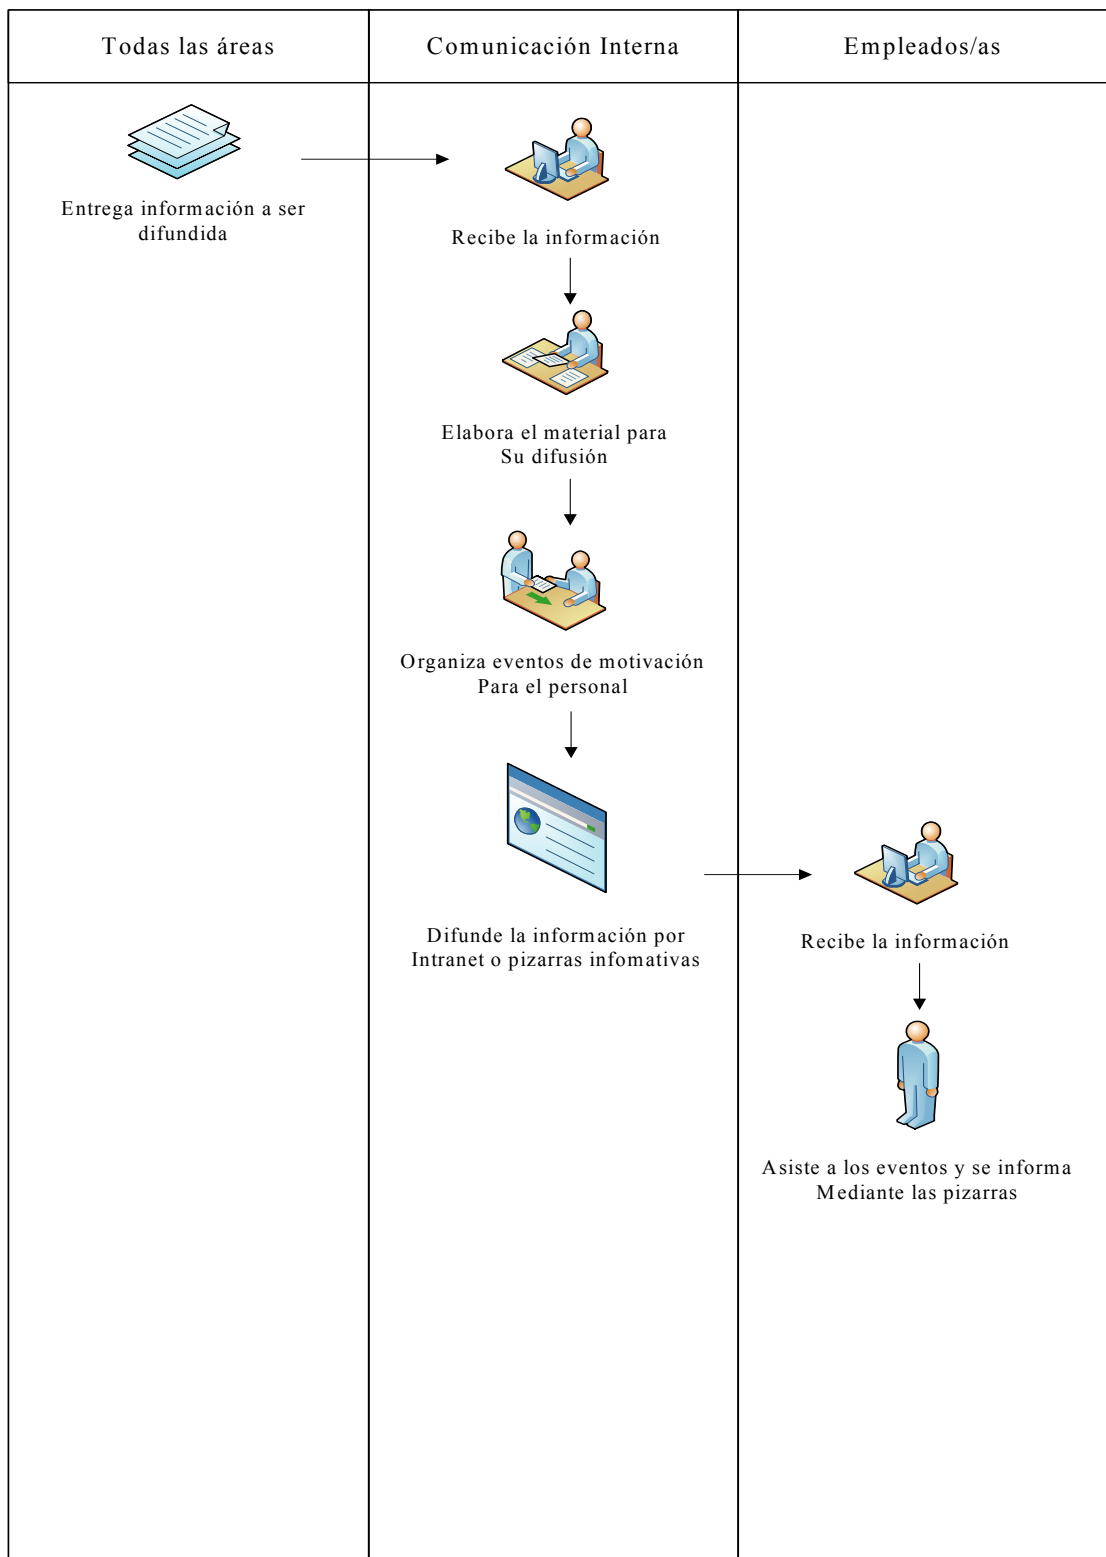 Todas las áreas
Comunicación Interna
Empleados/as
Entrega información a ser
difundida
Recibe la información
Elabora el material para
Su difusión
Organiza eventos de motivación
Para el personal
Difunde la información por
Intranet o pizarras infomativas
Recibe la información
Asiste a los eventos y se informa
Mediante las pizarras